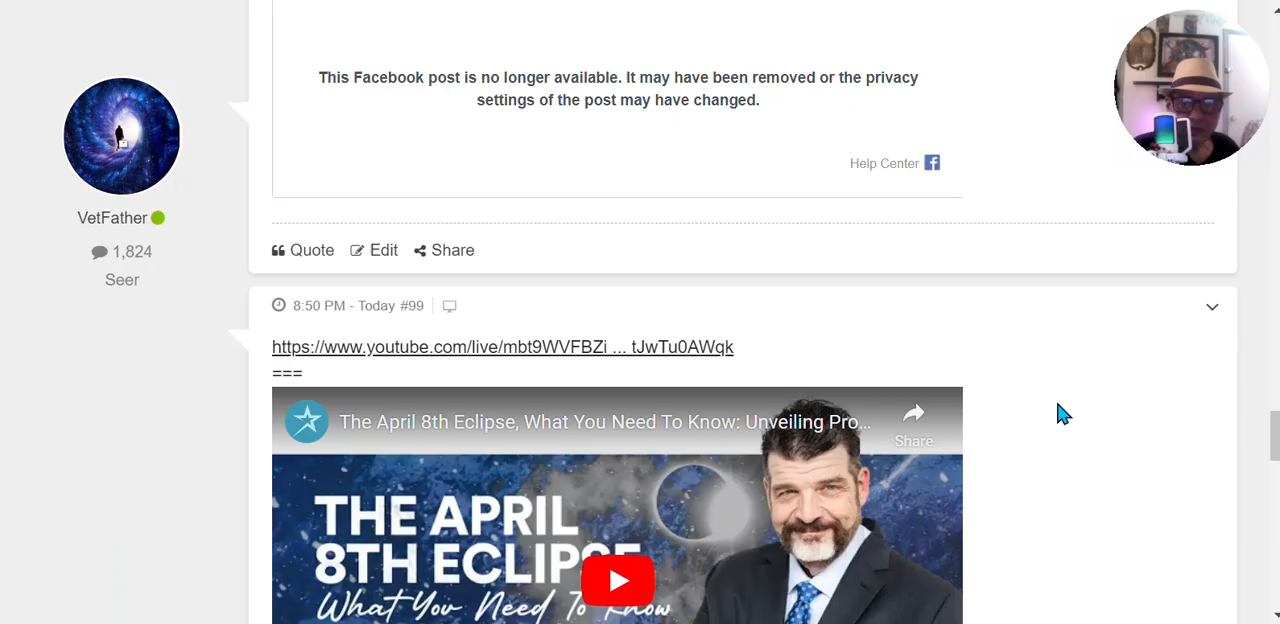 This Facebook post is no longer available. It may have been removed or the privacy
settings of the post may have changed.
Help Center
VetFather
1,824
Seer
Quote Edit Share
8:50 PM - Today #99
https://www.youtube.com/live/mbt9WVFBZi ... tJwTu0AWqk
===
The April 8th Eclipse, What You Need To Know: Unveiling Pro...
Share
THE APRIL
8TH ECLIPSE
What You Need To Know